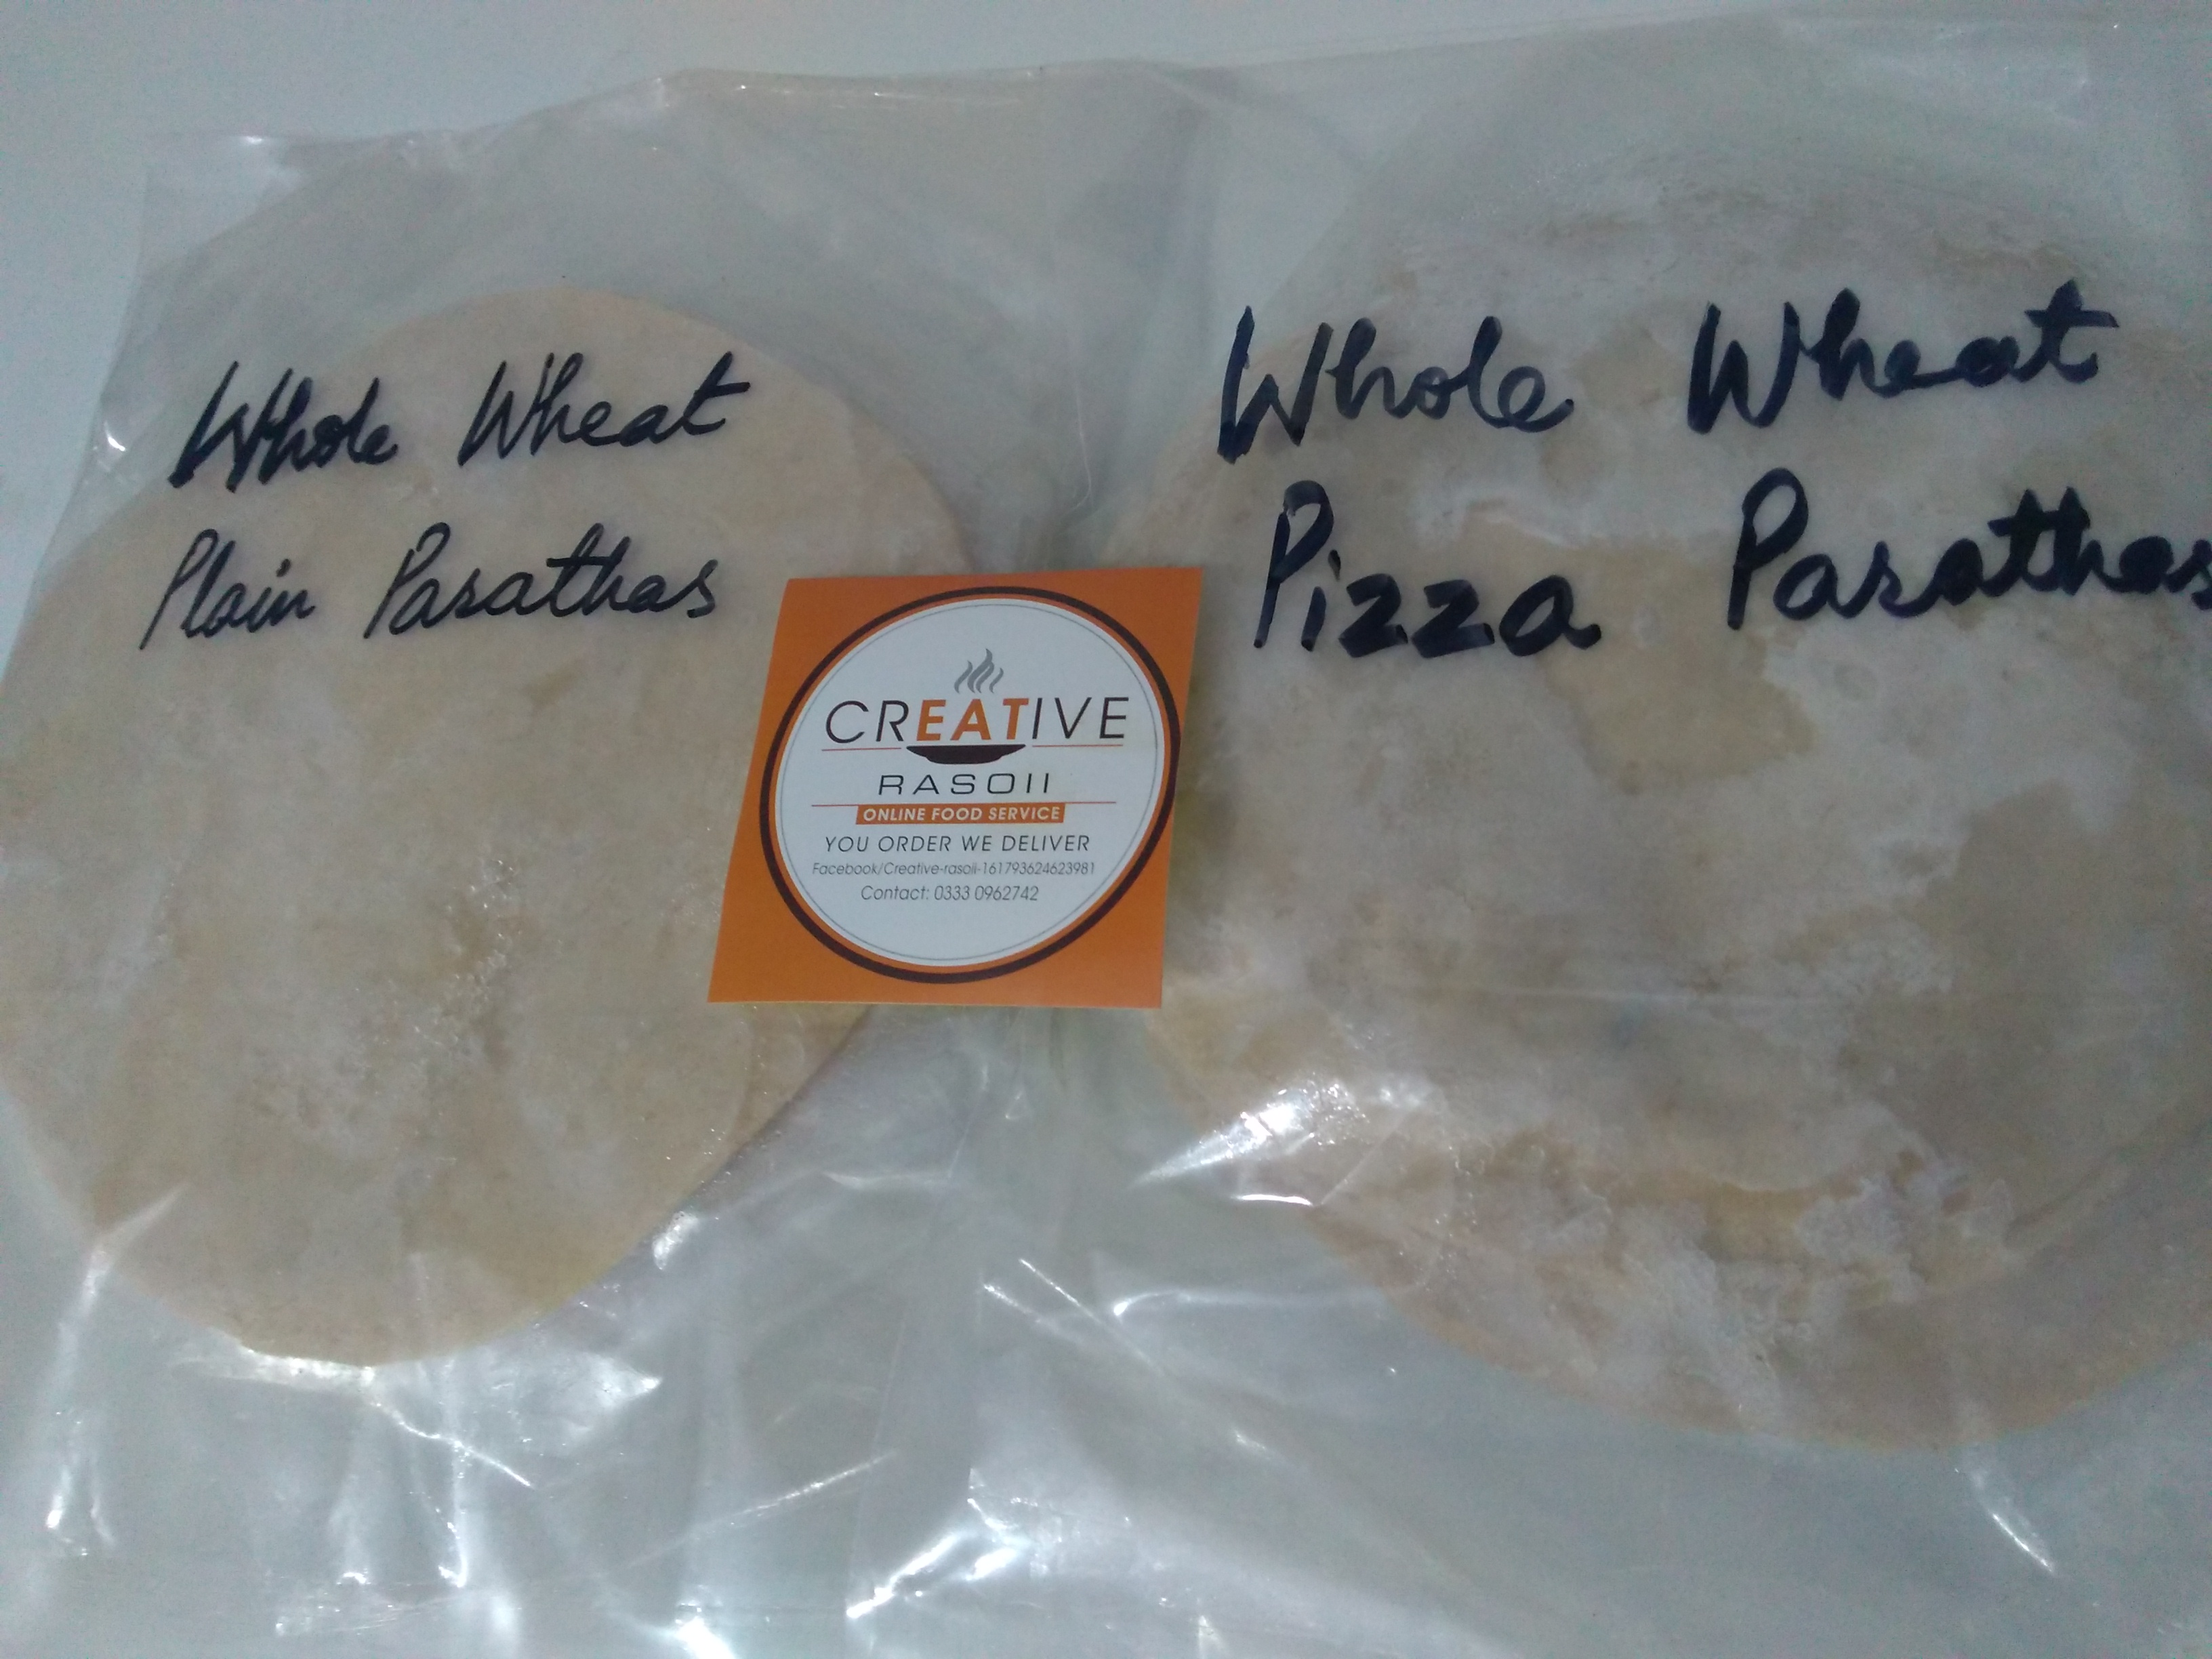 Whole Wheat
Plain Parathas
Whole Wheat
Pizza Parathas
CREATIVE
RASOII
ONLINE FOOD SERVICE
YOU ORDER WE DELIVER
Facebook/Creative-rasoii-161793624623981
Contact: 0333 0962742